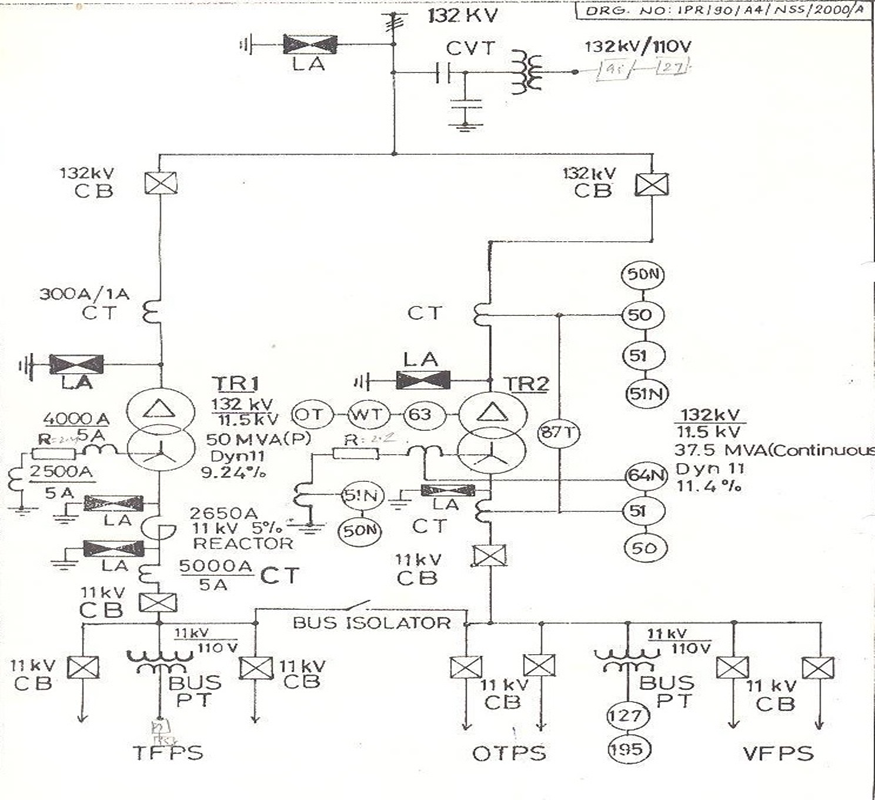 DRG. NO: IPR/90/A4/NSS/2000/A
132 KV
LA
CVT
132kV/110V
27
132kV
CB
132kV
CB
300A/1A
CT
CT
50N
50
51
51N
LA
LA
TR1
132 kV
11.5kV
50 MVA(P)
Dyn11
9.24%
OT
WT
63
TR2
87T
132kV
11.5 kV
37.5 MVA(Continuous
Dyn 11
11.4%
4000A
5A
R
2500A
5A
R=
51N
50N
64N
51
50
LA
LA
CT
LA
2650A
11 kV 5%
REACTOR
5000A
5A
CT
11kV
CB
11kV
CB
BUS ISOLATOR
11kV
110V
BUS
PT
11 kV
CB
11 kV
CB
11 kV
CB
11kV
110V
BUS
PT
11 kV
CB
127
195
TFPS
OTPS
VFPS